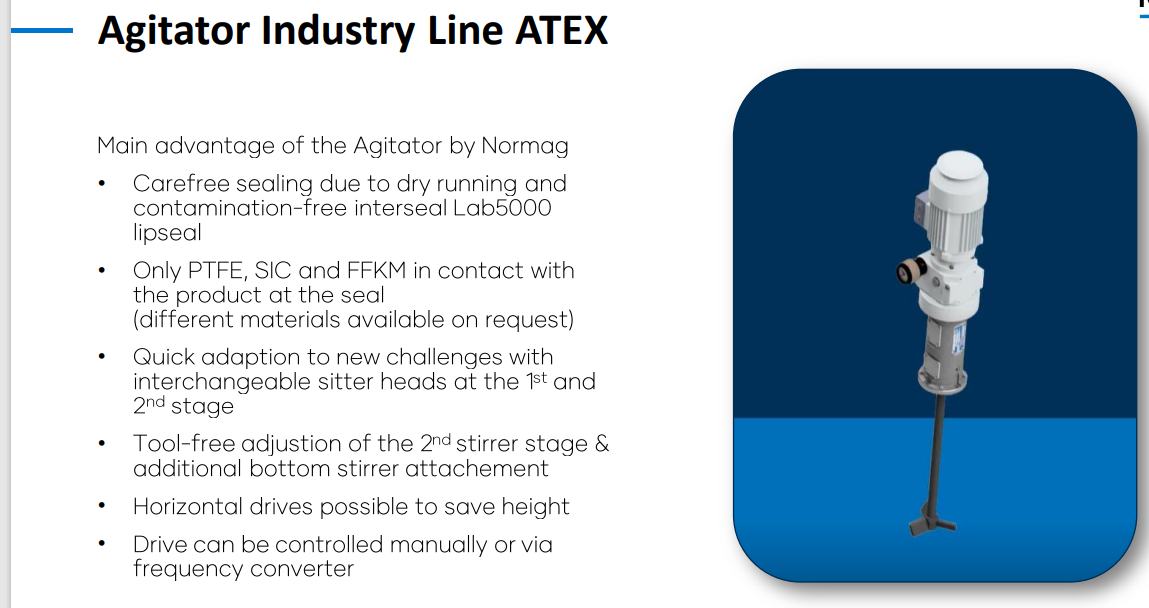 Agitator Industry Line ATEX
Main advantage of the Agitator by Normag
• Carefree sealing due to dry running and
contamination-free interseal Lab5000
lipseal
• Only PTFE, SIC and FFKM in contact with
the product at the seal
(different materials available on request)
• Quick adaption to new challenges with
interchangeable sitter heads at the 1st and
2nd stage
• Tool-free adjustion of the 2nd stirrer stage &
additional bottom stirrer attachement
• Horizontal drives possible to save height
• Drive can be controlled manually or via
frequency converter